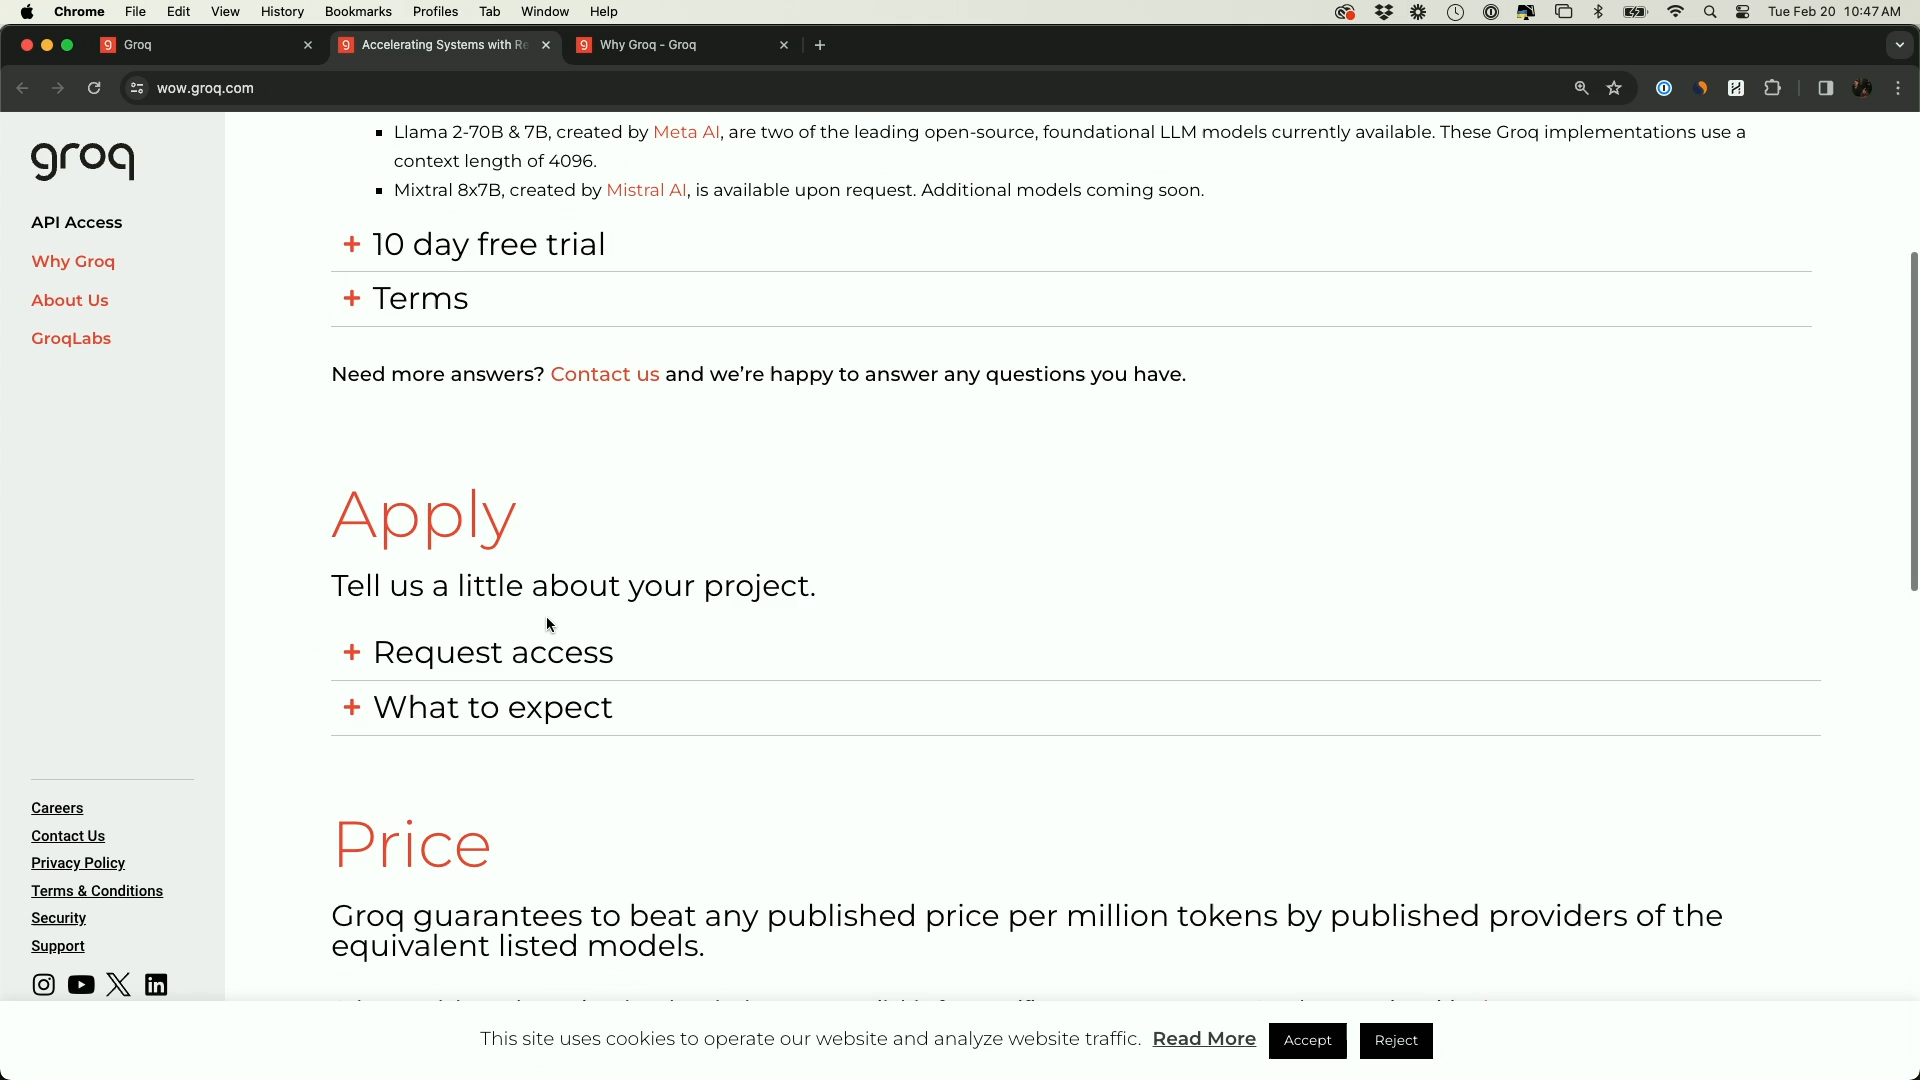 Chrome File Edit View History Bookmarks Profiles Tab Window Help Tue Feb 20 10:47 AM
Groq Accelerating Systems with Re Why Groq - Groq
wow.groq.com
groq
API Access
Why Groq
About Us
GroqLabs
Llama 2-70B & 7B, created by Meta AI, are two of the leading open-source, foundational LLM models currently available. These Groq implementations use a
context length of 4096.
Mixtral 8x7B, created by Mistral AI, is available upon request. Additional models coming soon.
+ 10 day free trial
+ Terms
Need more answers? Contact us and we’re happy to answer any questions you have.
Apply
Tell us a little about your project.
+ Request access
+ What to expect
Price
Groq guarantees to beat any published price per million tokens by published providers of the
equivalent listed models.
Careers
Contact Us
Privacy Policy
Terms & Conditions
Security
Support
This site uses cookies to operate our website and analyze website traffic. Read More Accept Reject